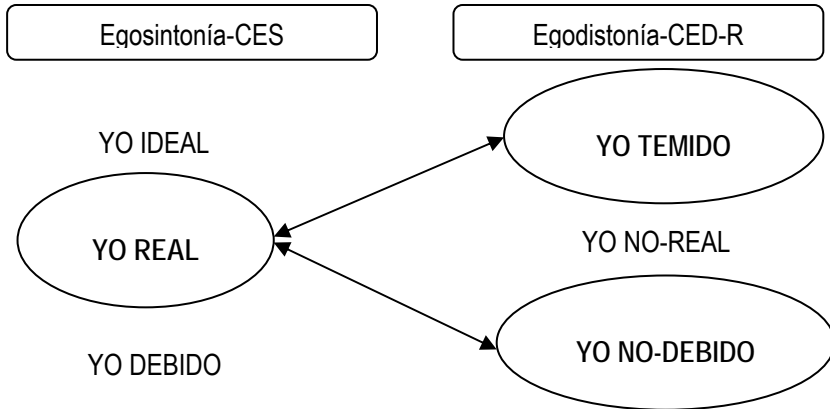 Egosintonía-CES
Egodistonía-CED-R
YO IDEAL
YO TEMIDO
YO REAL
YO NO-REAL
YO DEBIDO
YO NO-DEBIDO